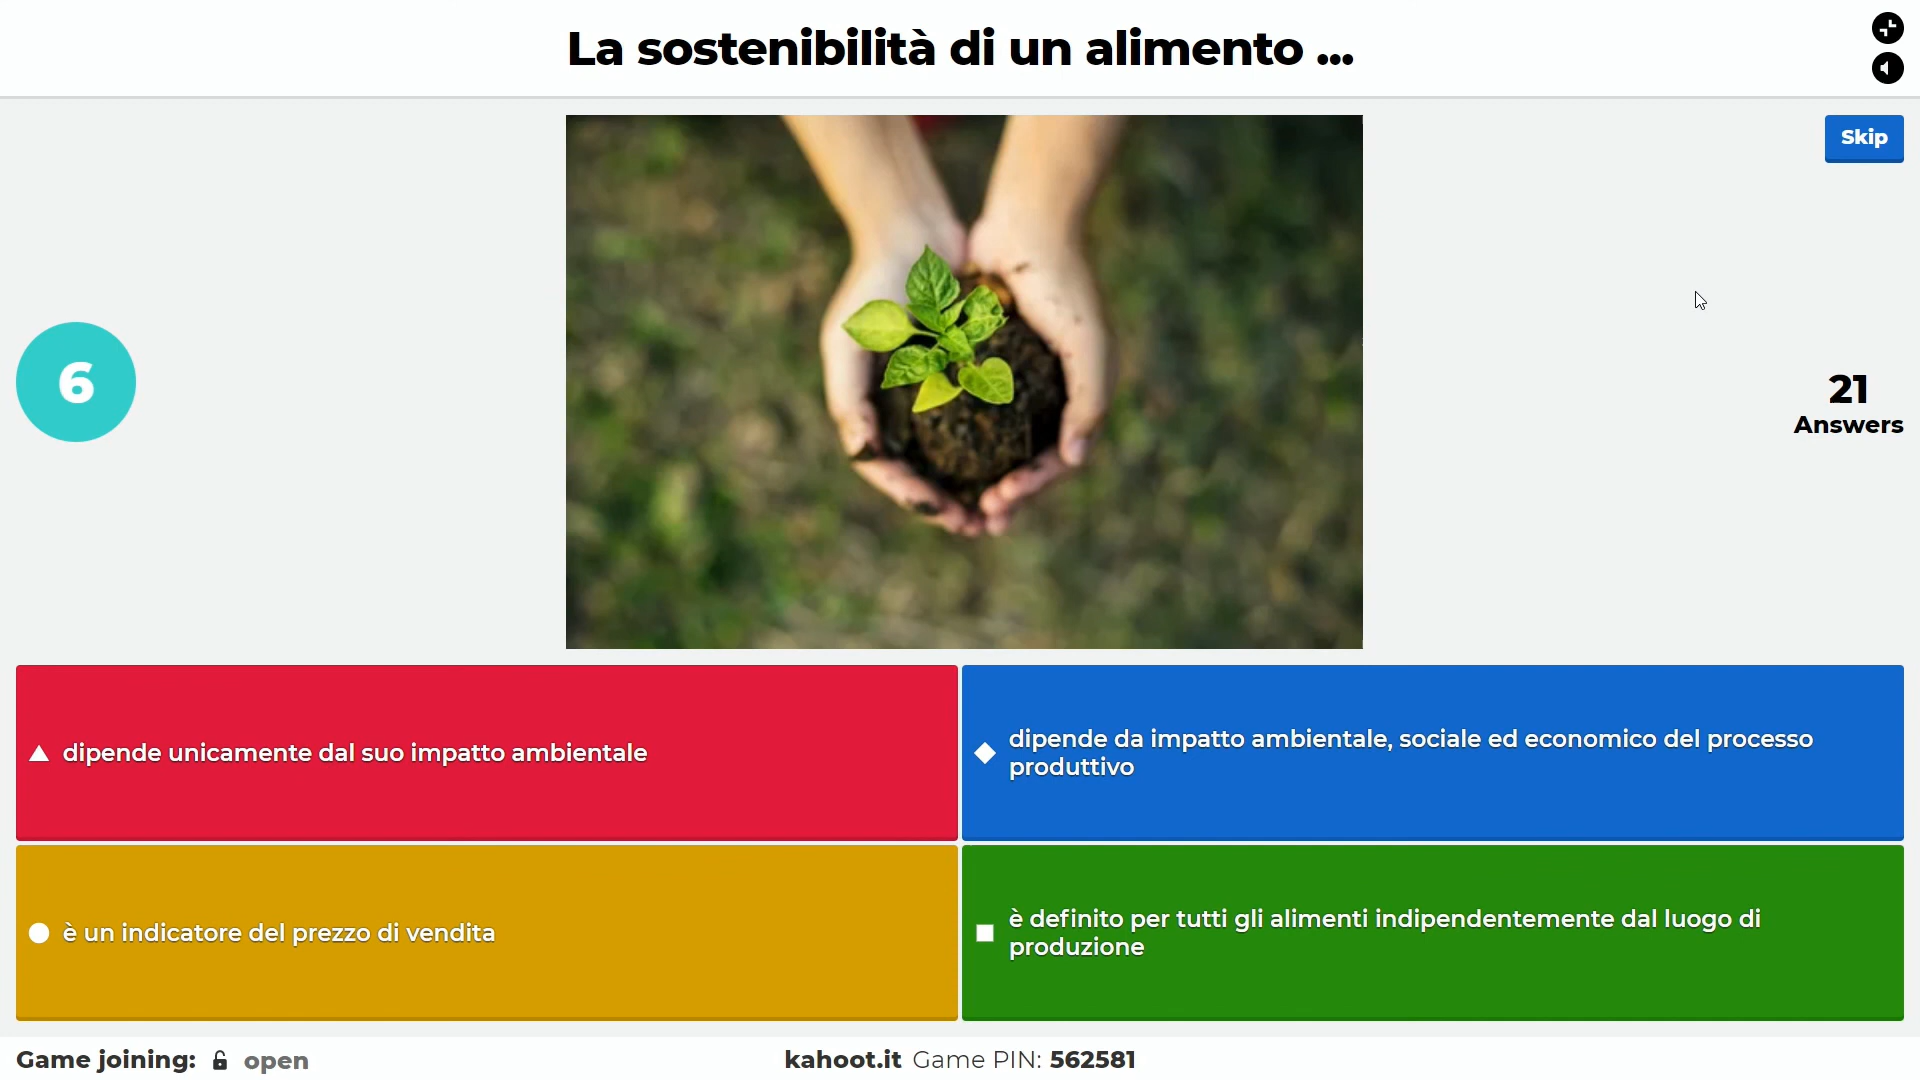 La sostenibilità di un alimento ...
Skip
6
21
Answers
dipende unicamente dal suo impatto ambientale
dipende da impatto ambientale, sociale ed economico del processo
produttivo
è un indicatore del prezzo di vendita
è definito per tutti gli alimenti indipendentemente dal luogo di
produzione
Game joining: open
kahoot.it Game PIN: 562581